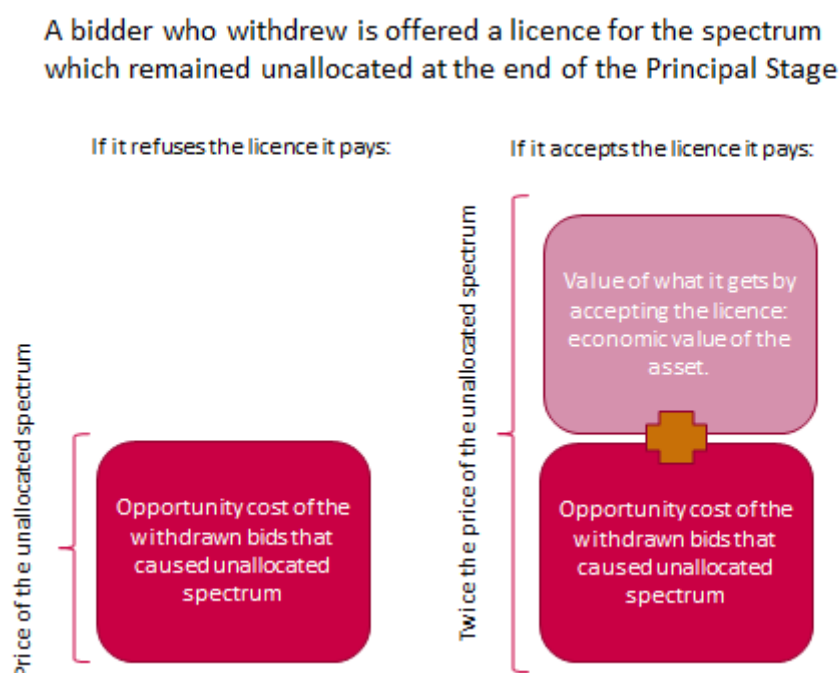 A bidder who withdrew is offered a licence for the spectrum
which remained unallocated at the end of the Principal Stage
If it refuses the licence it pays:
If it accepts the licence it pays:
Price of the unallocated spectrum
Opportunity cost of the
withdrawn bids that
caused unallocated
spectrum
Twice the price of the unallocated spectrum
Value of what it gets by
accepting the licence:
economic value of the
asset.
Opportunity cost of the
withdrawn bids that
caused unallocated
spectrum